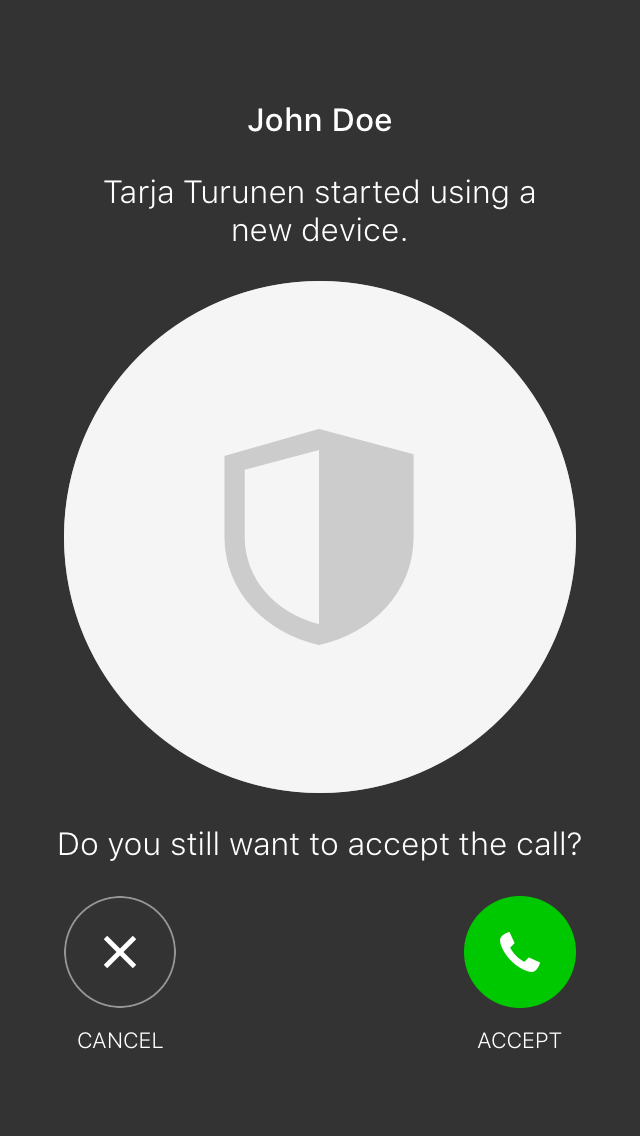 John Doe
Tarja Turunen started using a
new device.
Do you still want to accept the call?
CANCEL
ACCEPT